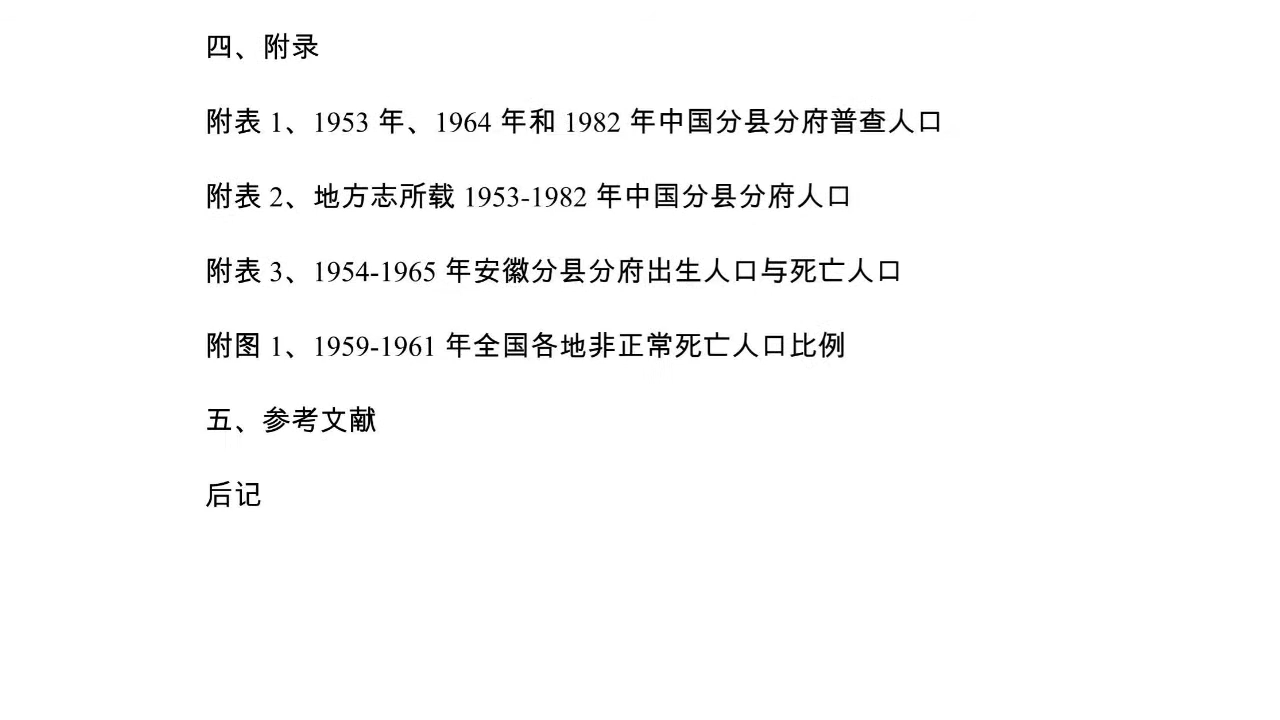 四、附录
附表 1、1953 年、1964 年和 1982 年中国分县分府普查人口
附表 2、地方志所载 1953-1982 年中国分县分府人口
附表 3、1954-1965 年安徽分县分府出生人口与死亡人口
附图 1、1959-1961 年全国各地非正常死亡人口比例
五、参考文献
后记